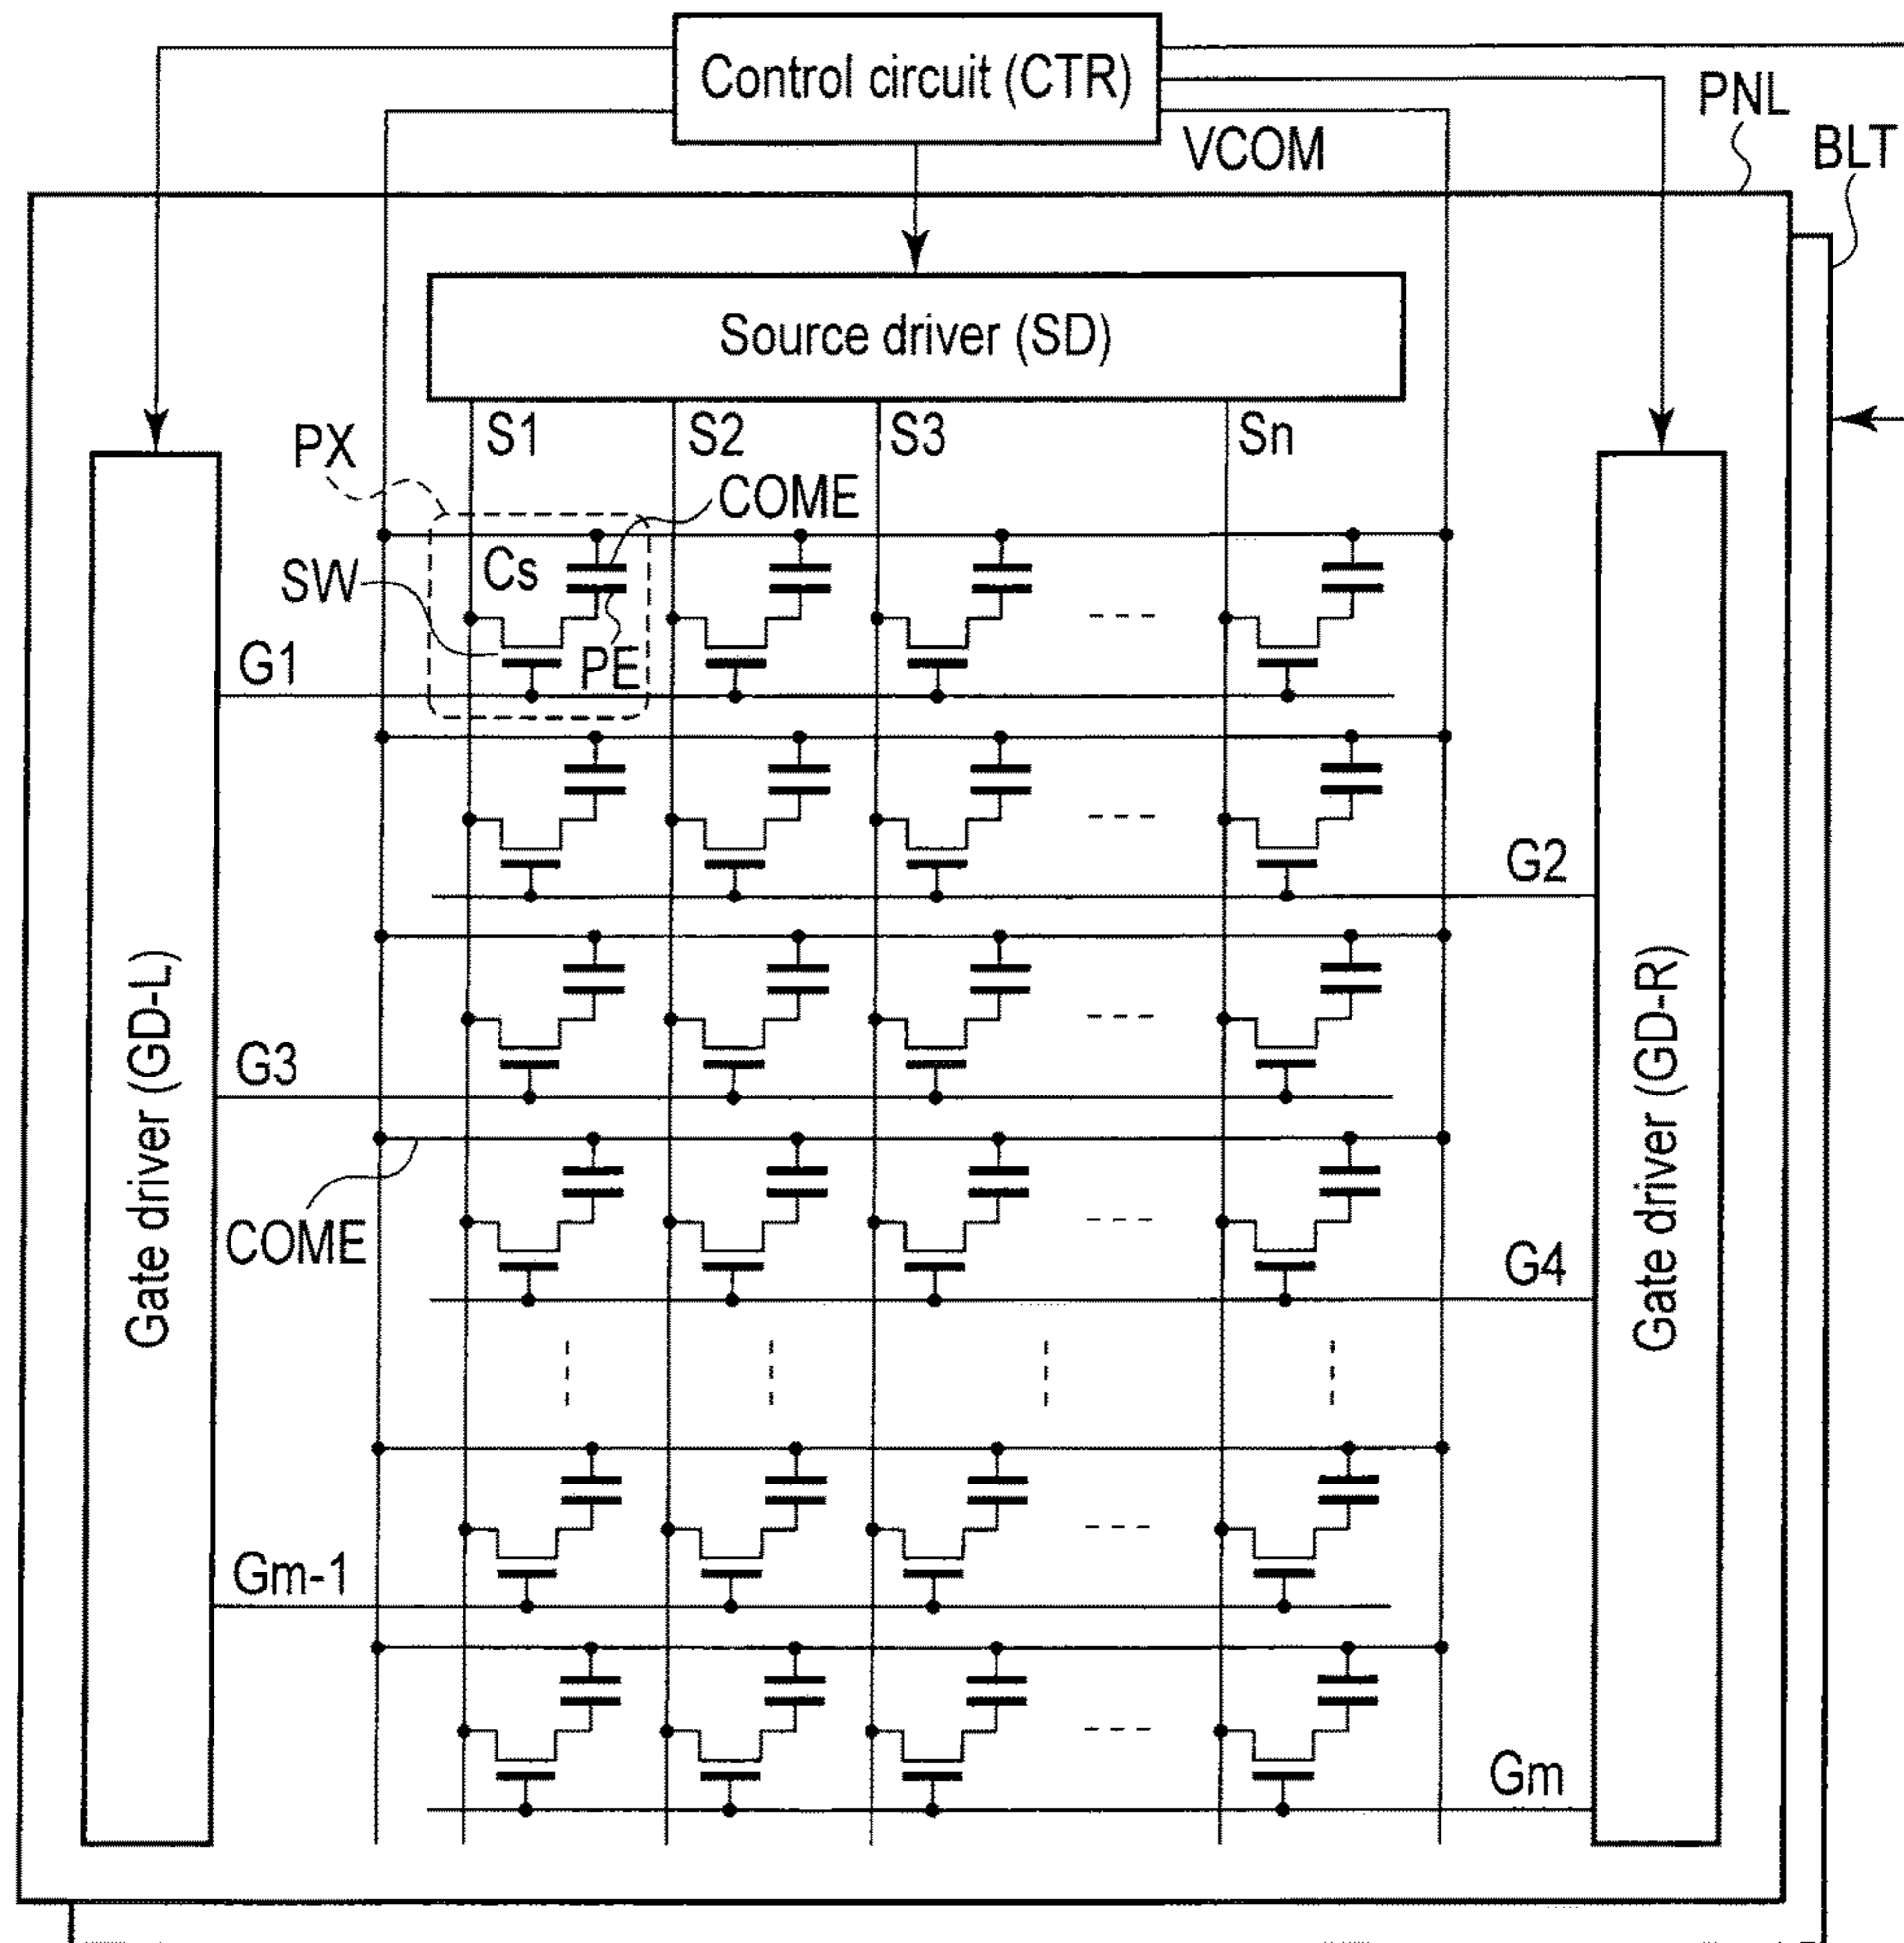 Control circuit (CTR)
PNL
VCOM
BLT
Source driver (SD)
S1
S2
S3
Sn
PX
COME
Cs
SW
PE
G1
G2
Gate driver (GD-L)
Gate driver (GD-R)
G3
COME
G4
Gm-1
Gm